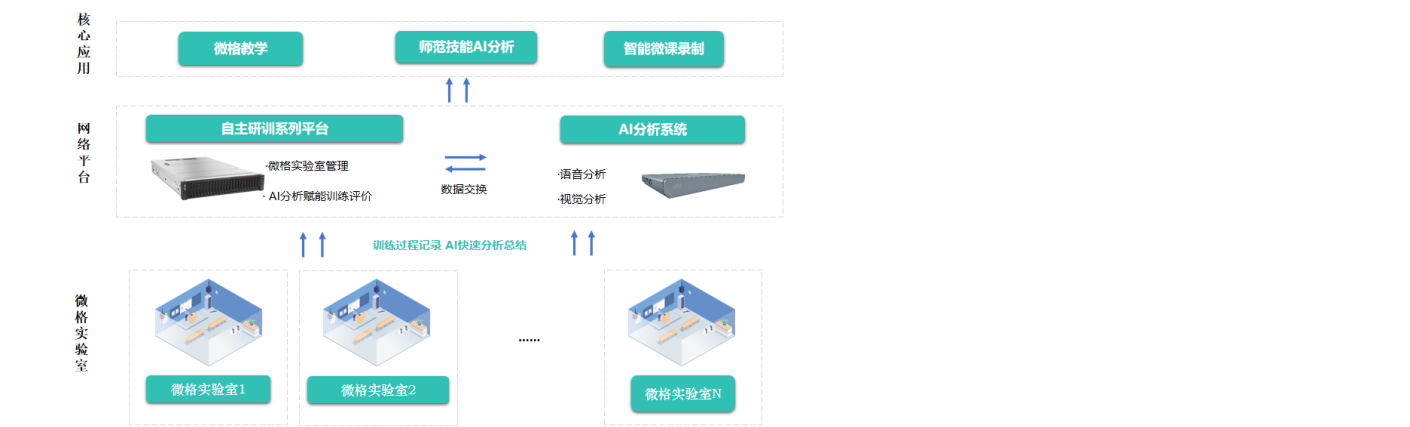 核心应用
微格教学
师范技能AI分析
智能微课录制
网络平台
自主研训系列平台
AI分析系统
·微格实验室管理
· AI分析赋能训练评价
数据交换
·语音分析
·视觉分析
训练过程记录 AI快速分析总结
微格实验室
......
微格实验室1
微格实验室2
微格实验室N